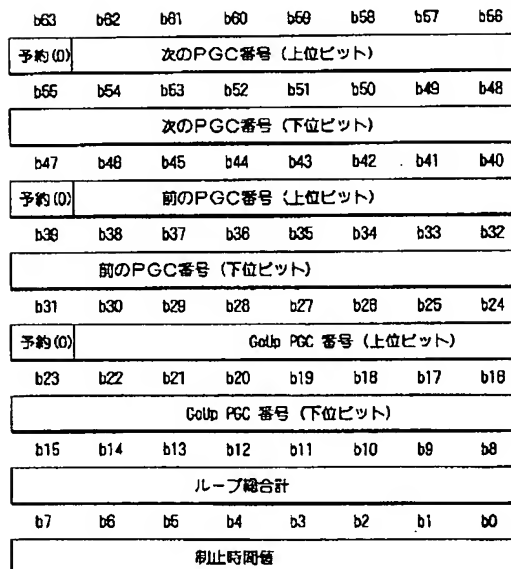 b63 b62 b61 b60 b59 b58 b57 b56
予約(0) 次のPGC番号 (上位ビット)
b55 b54 b53 b52 b51 b50 b49 b48
次のPGC番号 (下位ビット)
b47 b46 b45 b44 b43 b42 b41 b40
予約(0) 前のPGC番号 (上位ビット)
b39 b38 b37 b36 b35 b34 b33 b32
前のPGC番号 (下位ビット)
b31 b30 b29 b28 b27 b26 b25 b24
予約(0) GoUp PGC 番号 (上位ビット)
b23 b22 b21 b20 b19 b18 b17 b16
GoUp PGC 番号 (下位ビット)
b15 b14 b13 b12 b11 b10 b9 b8
ループ総合計
b7 b6 b5 b4 b3 b2 b1 b0
制止時間値